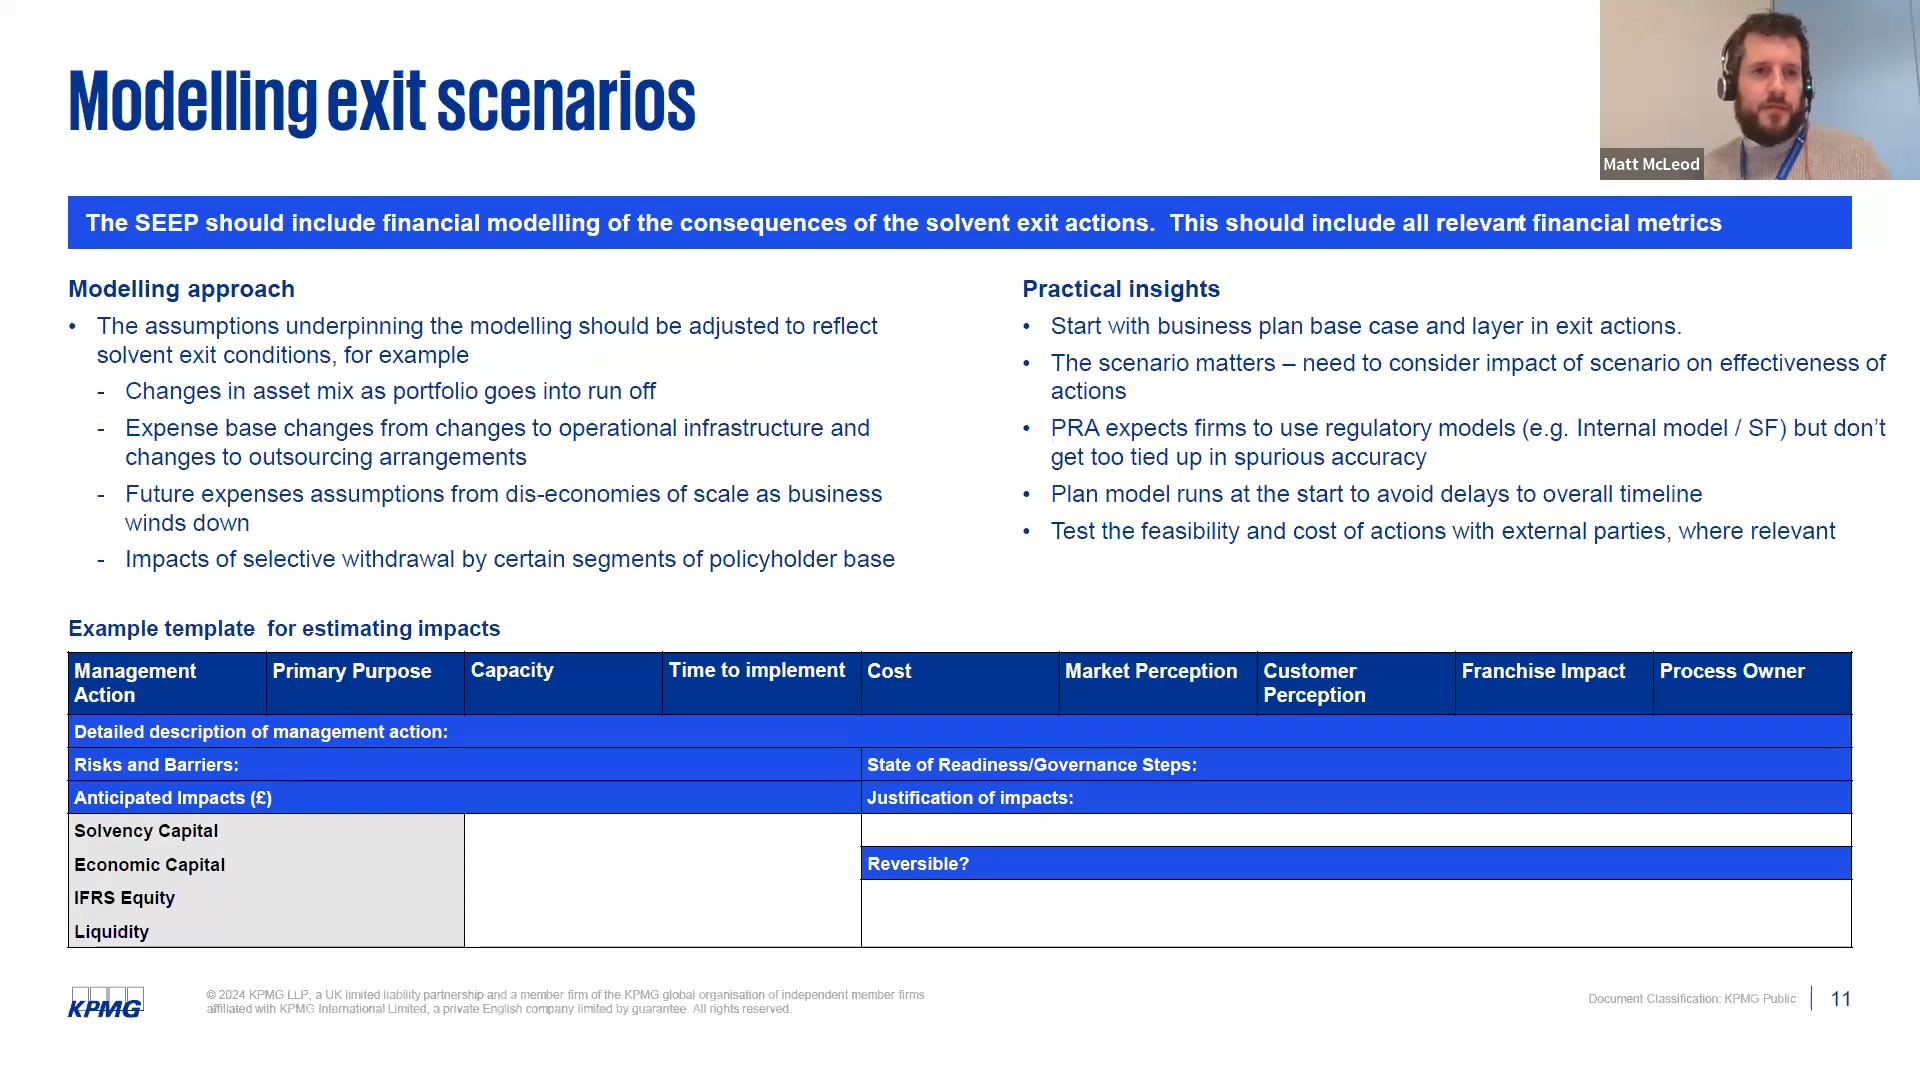 Modelling exit scenarios
Matt McLeod
The SEEP should include financial modelling of the consequences of the solvent exit actions. This should include all relevant financial metrics
Modelling approach
• The assumptions underpinning the modelling should be adjusted to reflect
solvent exit conditions, for example
- Changes in asset mix as portfolio goes into run off
- Expense base changes from changes to operational infrastructure and
changes to outsourcing arrangements
- Future expenses assumptions from dis-economies of scale as business
winds down
- Impacts of selective withdrawal by certain segments of policyholder base
Practical insights
• Start with business plan base case and layer in exit actions.
• The scenario matters – need to consider impact of scenario on effectiveness of
actions
• PRA expects firms to use regulatory models (e.g. Internal model / SF) but don't
get too tied up in spurious accuracy
• Plan model runs at the start to avoid delays to overall timeline
• Test the feasibility and cost of actions with external parties, where relevant
Example template for estimating impacts
Management
Action
Primary Purpose
Capacity
Time to implement
Cost
Market Perception
Customer
Perception
Franchise Impact
Process Owner
Detailed description of management action:
Risks and Barriers:
State of Readiness/Governance Steps:
Anticipated Impacts (£)
Justification of impacts:
Solvency Capital
Economic Capital
Reversible?
IFRS Equity
Liquidity
KPMG
© 2024 KPMG LLP, a UK limited liability partnership and a member firm of the KPMG global organisation of independent member firms
affiliated with KPMG International Limited, a private English company limited by guarantee. All rights reserved.
Document Classification: KPMG Public
11